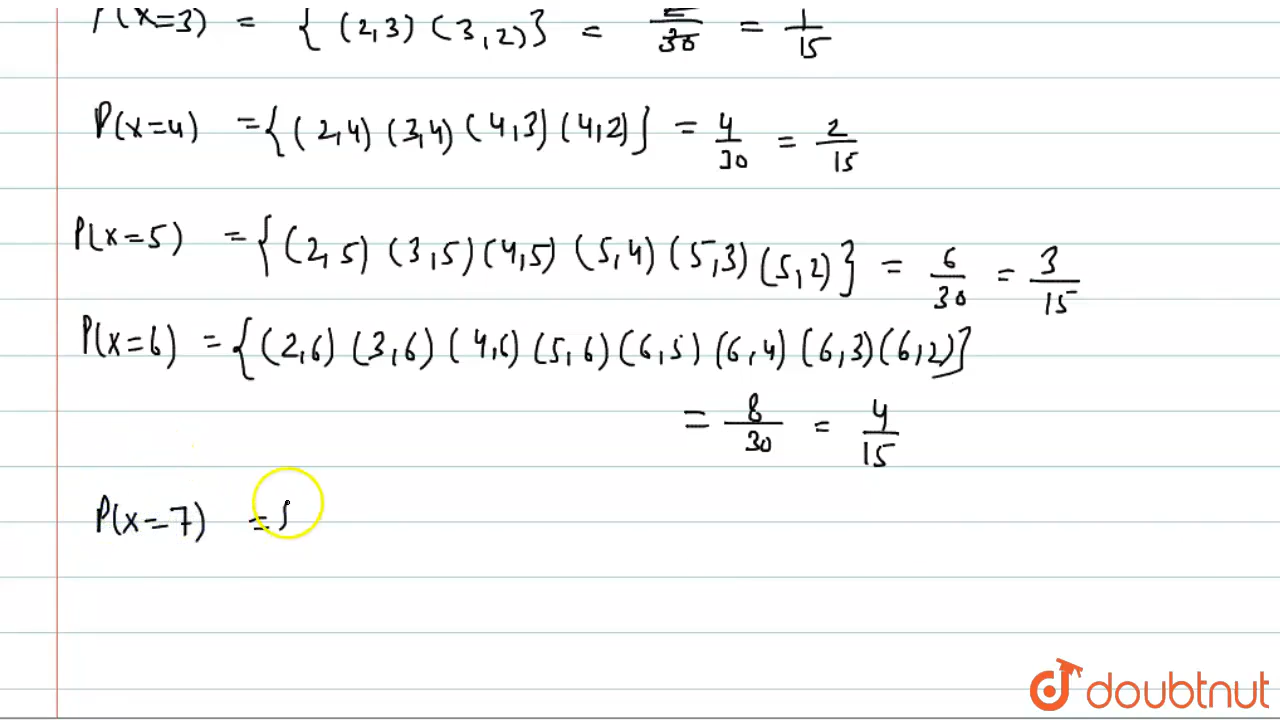 P(x=3) = { (2,3) (3,2)} = 2/30 = 1/15
P(x=4) = {(2,4) (3,4) (4,3) (4,2)} = 4/30 = 2/15
P(x=5) = {(2,5) (3,5) (4,5) (5,4) (5,3) (5,2)} = 6/30 = 3/15
P(x=6) = {(2,6) (3,6) (4,6) (5,6) (6,5) (6,4) (6,3) (6,2)}
= 8/30 = 4/15
P(x=7) = {
doubtnut